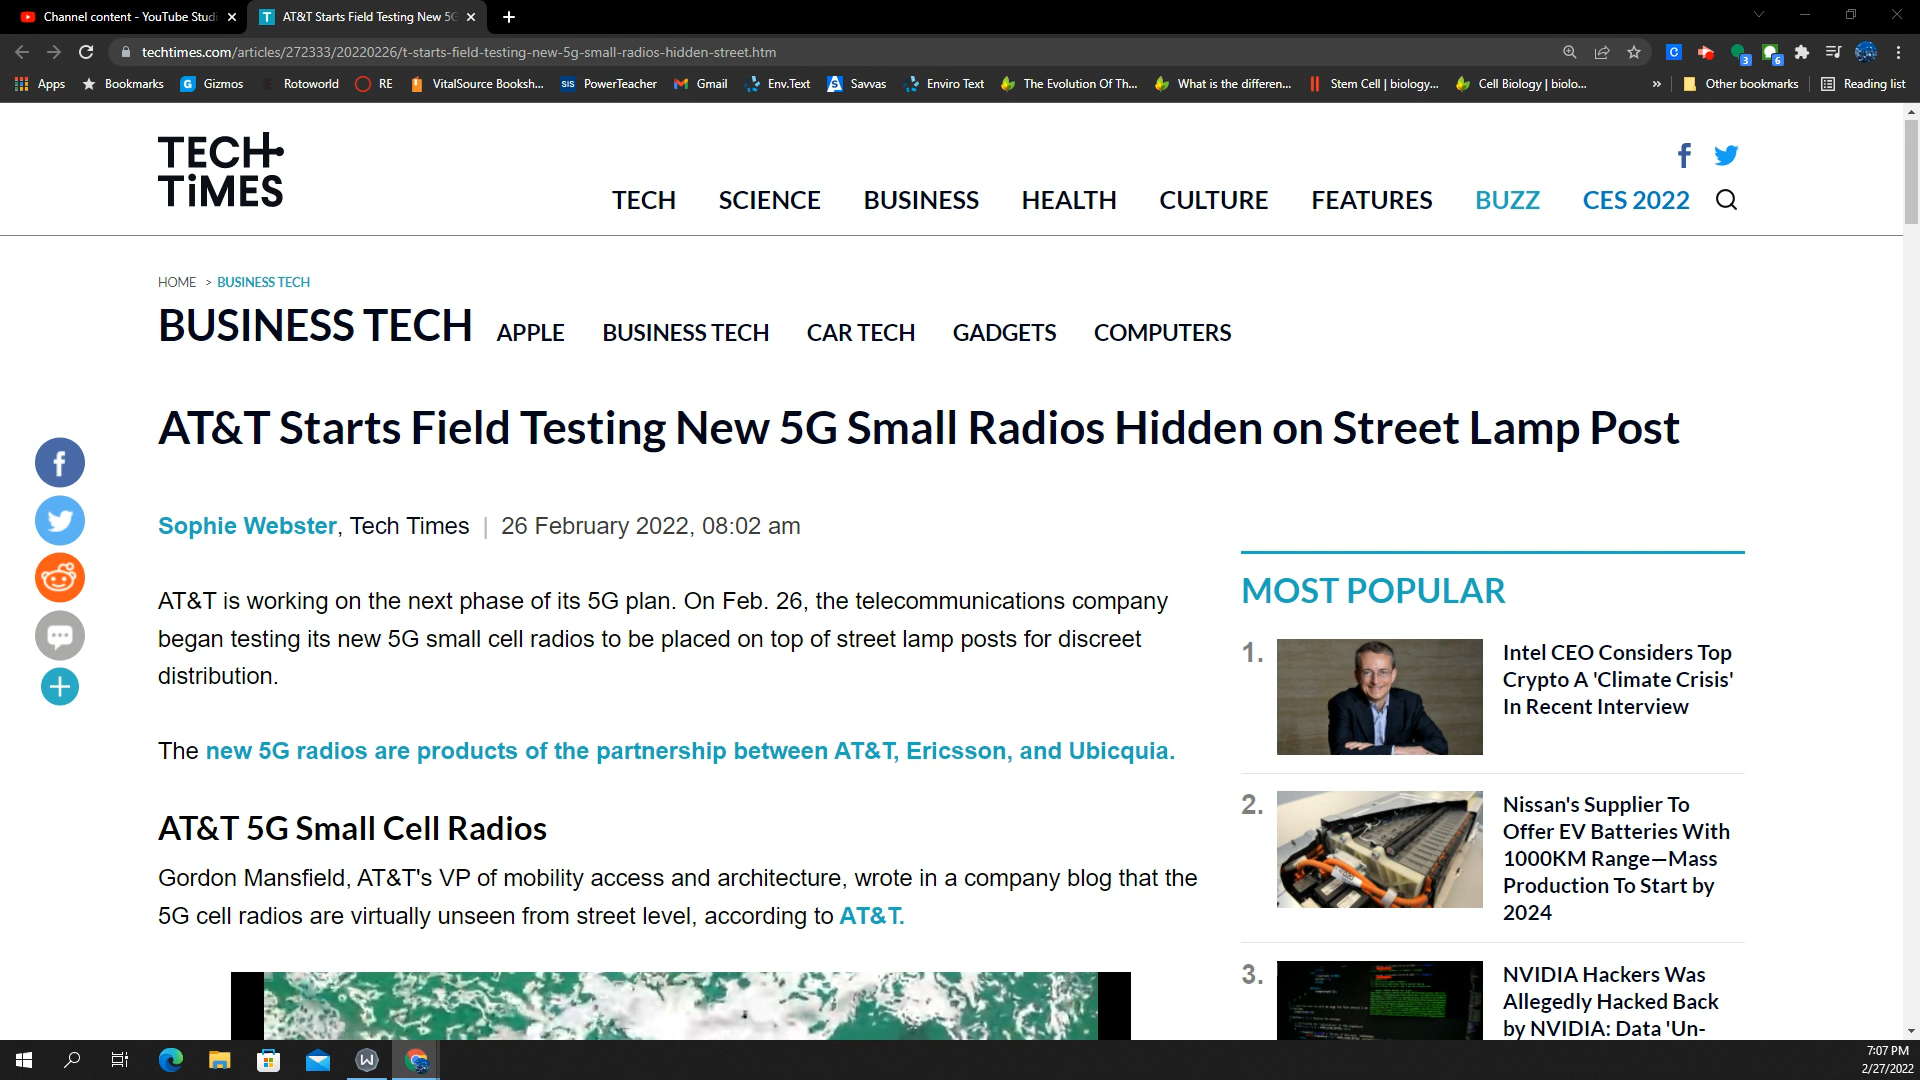 Channel content - YouTube Studi
AT&T Starts Field Testing New 5G
techtimes.com/articles/272333/20220226/t-starts-field-testing-new-5g-small-radios-hidden-street.htm
Apps Bookmarks Gizmos Rotoworld RE VitalSource Booksh... PowerTeacher Gmail Env.Text Savvas Enviro Text The Evolution Of Th... What is the differen... Stem Cell | biology... Cell Biology | biolo... » Other bookmarks Reading list
TECH
TiMES
TECH SCIENCE BUSINESS HEALTH CULTURE FEATURES BUZZ CES 2022
HOME > BUSINESS TECH
BUSINESS TECH APPLE BUSINESS TECH CAR TECH GADGETS COMPUTERS
AT&T Starts Field Testing New 5G Small Radios Hidden on Street Lamp Post
Sophie Webster, Tech Times | 26 February 2022, 08:02 am
AT&T is working on the next phase of its 5G plan. On Feb. 26, the telecommunications company
began testing its new 5G small cell radios to be placed on top of street lamp posts for discreet
distribution.
The new 5G radios are products of the partnership between AT&T, Ericsson, and Ubicquia.
AT&T 5G Small Cell Radios
Gordon Mansfield, AT&T's VP of mobility access and architecture, wrote in a company blog that the
5G cell radios are virtually unseen from street level, according to AT&T.
MOST POPULAR
1.
Intel CEO Considers Top
Crypto A 'Climate Crisis'
In Recent Interview
2.
Nissan's Supplier To
Offer EV Batteries With
1000KM Range—Mass
Production To Start by
2024
3.
NVIDIA Hackers Was
Allegedly Hacked Back
by NVIDIA: Data 'Un-
7:07 PM
2/27/2022